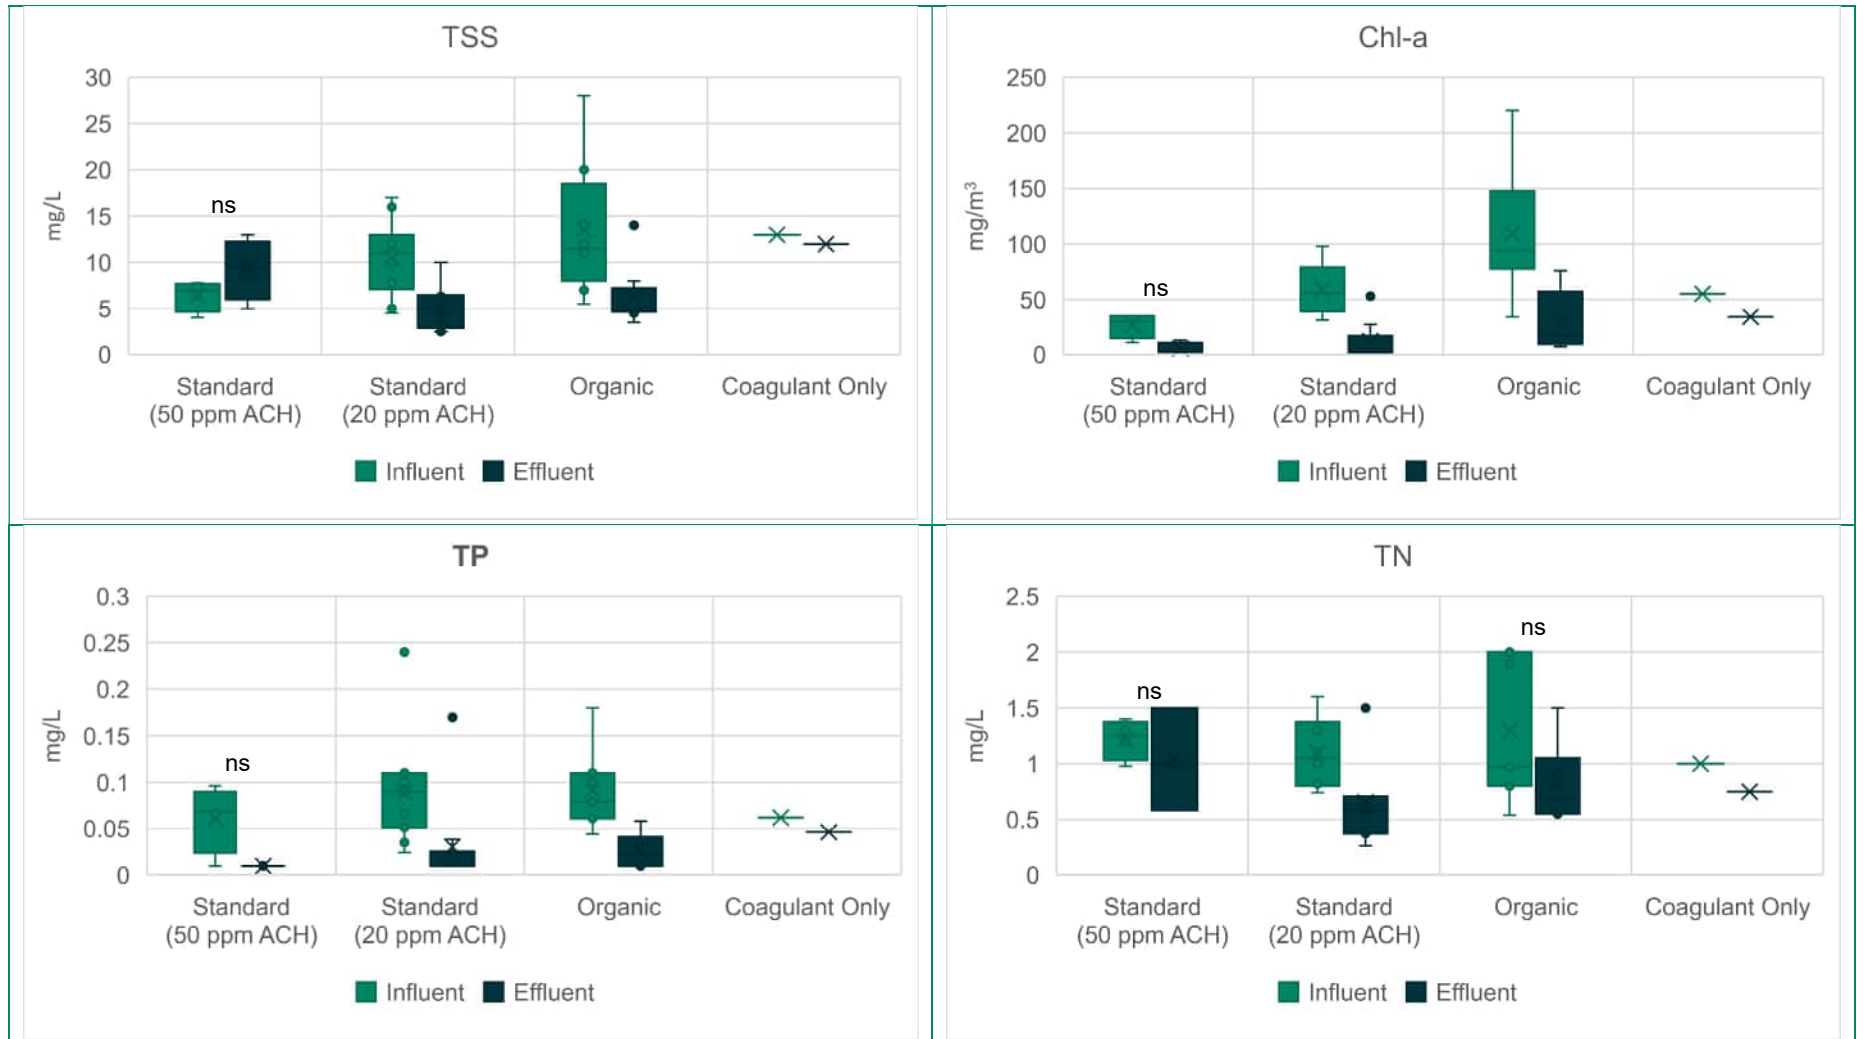 TSS
30
25
20
15
10
5
0
mg/L
ns
Standard
(50 ppm ACH)
Standard
(20 ppm ACH)
Organic
Coagulant Only
Influent
Effluent
Chl-a
250
200
150
100
50
0
mg/m³
ns
Standard
(50 ppm ACH)
Standard
(20 ppm ACH)
Organic
Coagulant Only
Influent
Effluent
TP
0.3
0.25
0.2
0.15
0.1
0.05
0
mg/L
ns
Standard
(50 ppm ACH)
Standard
(20 ppm ACH)
Organic
Coagulant Only
Influent
Effluent
TN
2.5
2
1.5
1
0.5
0
mg/L
ns
ns
Standard
(50 ppm ACH)
Standard
(20 ppm ACH)
Organic
Coagulant Only
Influent
Effluent